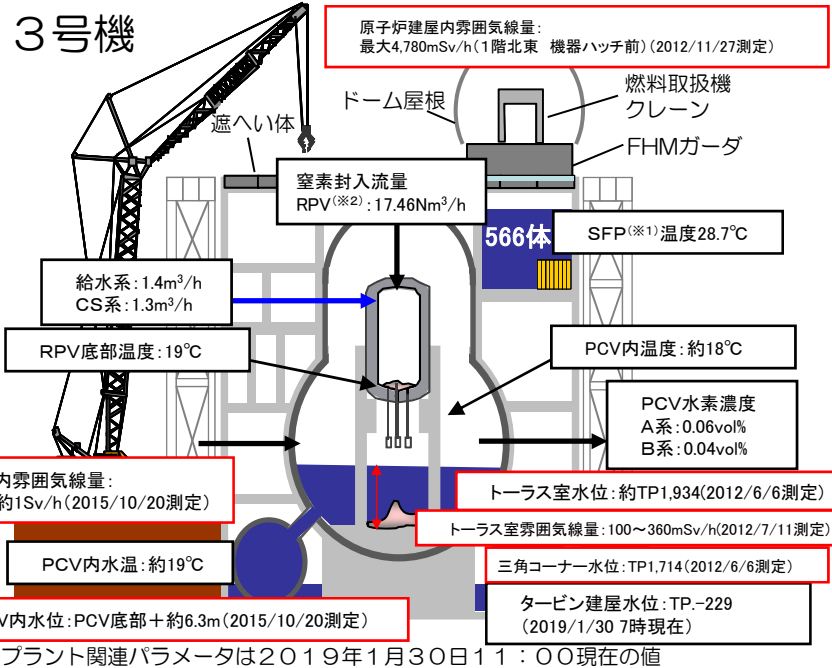 3号機
原子炉建屋内雰囲気線量:
最大4,780mSv/h(1階北東 機器ハッチ前)(2012/11/27測定)
ドーム屋根
燃料取扱機
クレーン
遮へい体
FHMガーダ
窒素封入流量
RPV(※2):17.46Nm³/h
566体
SFP(※1)温度28.7℃
給水系:1.4m³/h
CS系:1.3m³/h
RPV底部温度:19℃
PCV内温度:約18℃
PCV水素濃度
A系:0.06vol%
B系:0.04vol%
内雰囲気線量:
約1Sv/h(2015/10/20測定)
トーラス室水位:約TP1,934(2012/6/6測定)
トーラス室雰囲気線量:100~360mSv/h(2012/7/11測定)
PCV内水温:約19℃
三角コーナー水位:TP1,714(2012/6/6測定)
V内水位:PCV底部+約6.3m(2015/10/20測定)
タービン建屋水位:TP.-229
(2019/1/30 7時現在)
プラント関連パラメータは2019年1月30日11:00現在の値